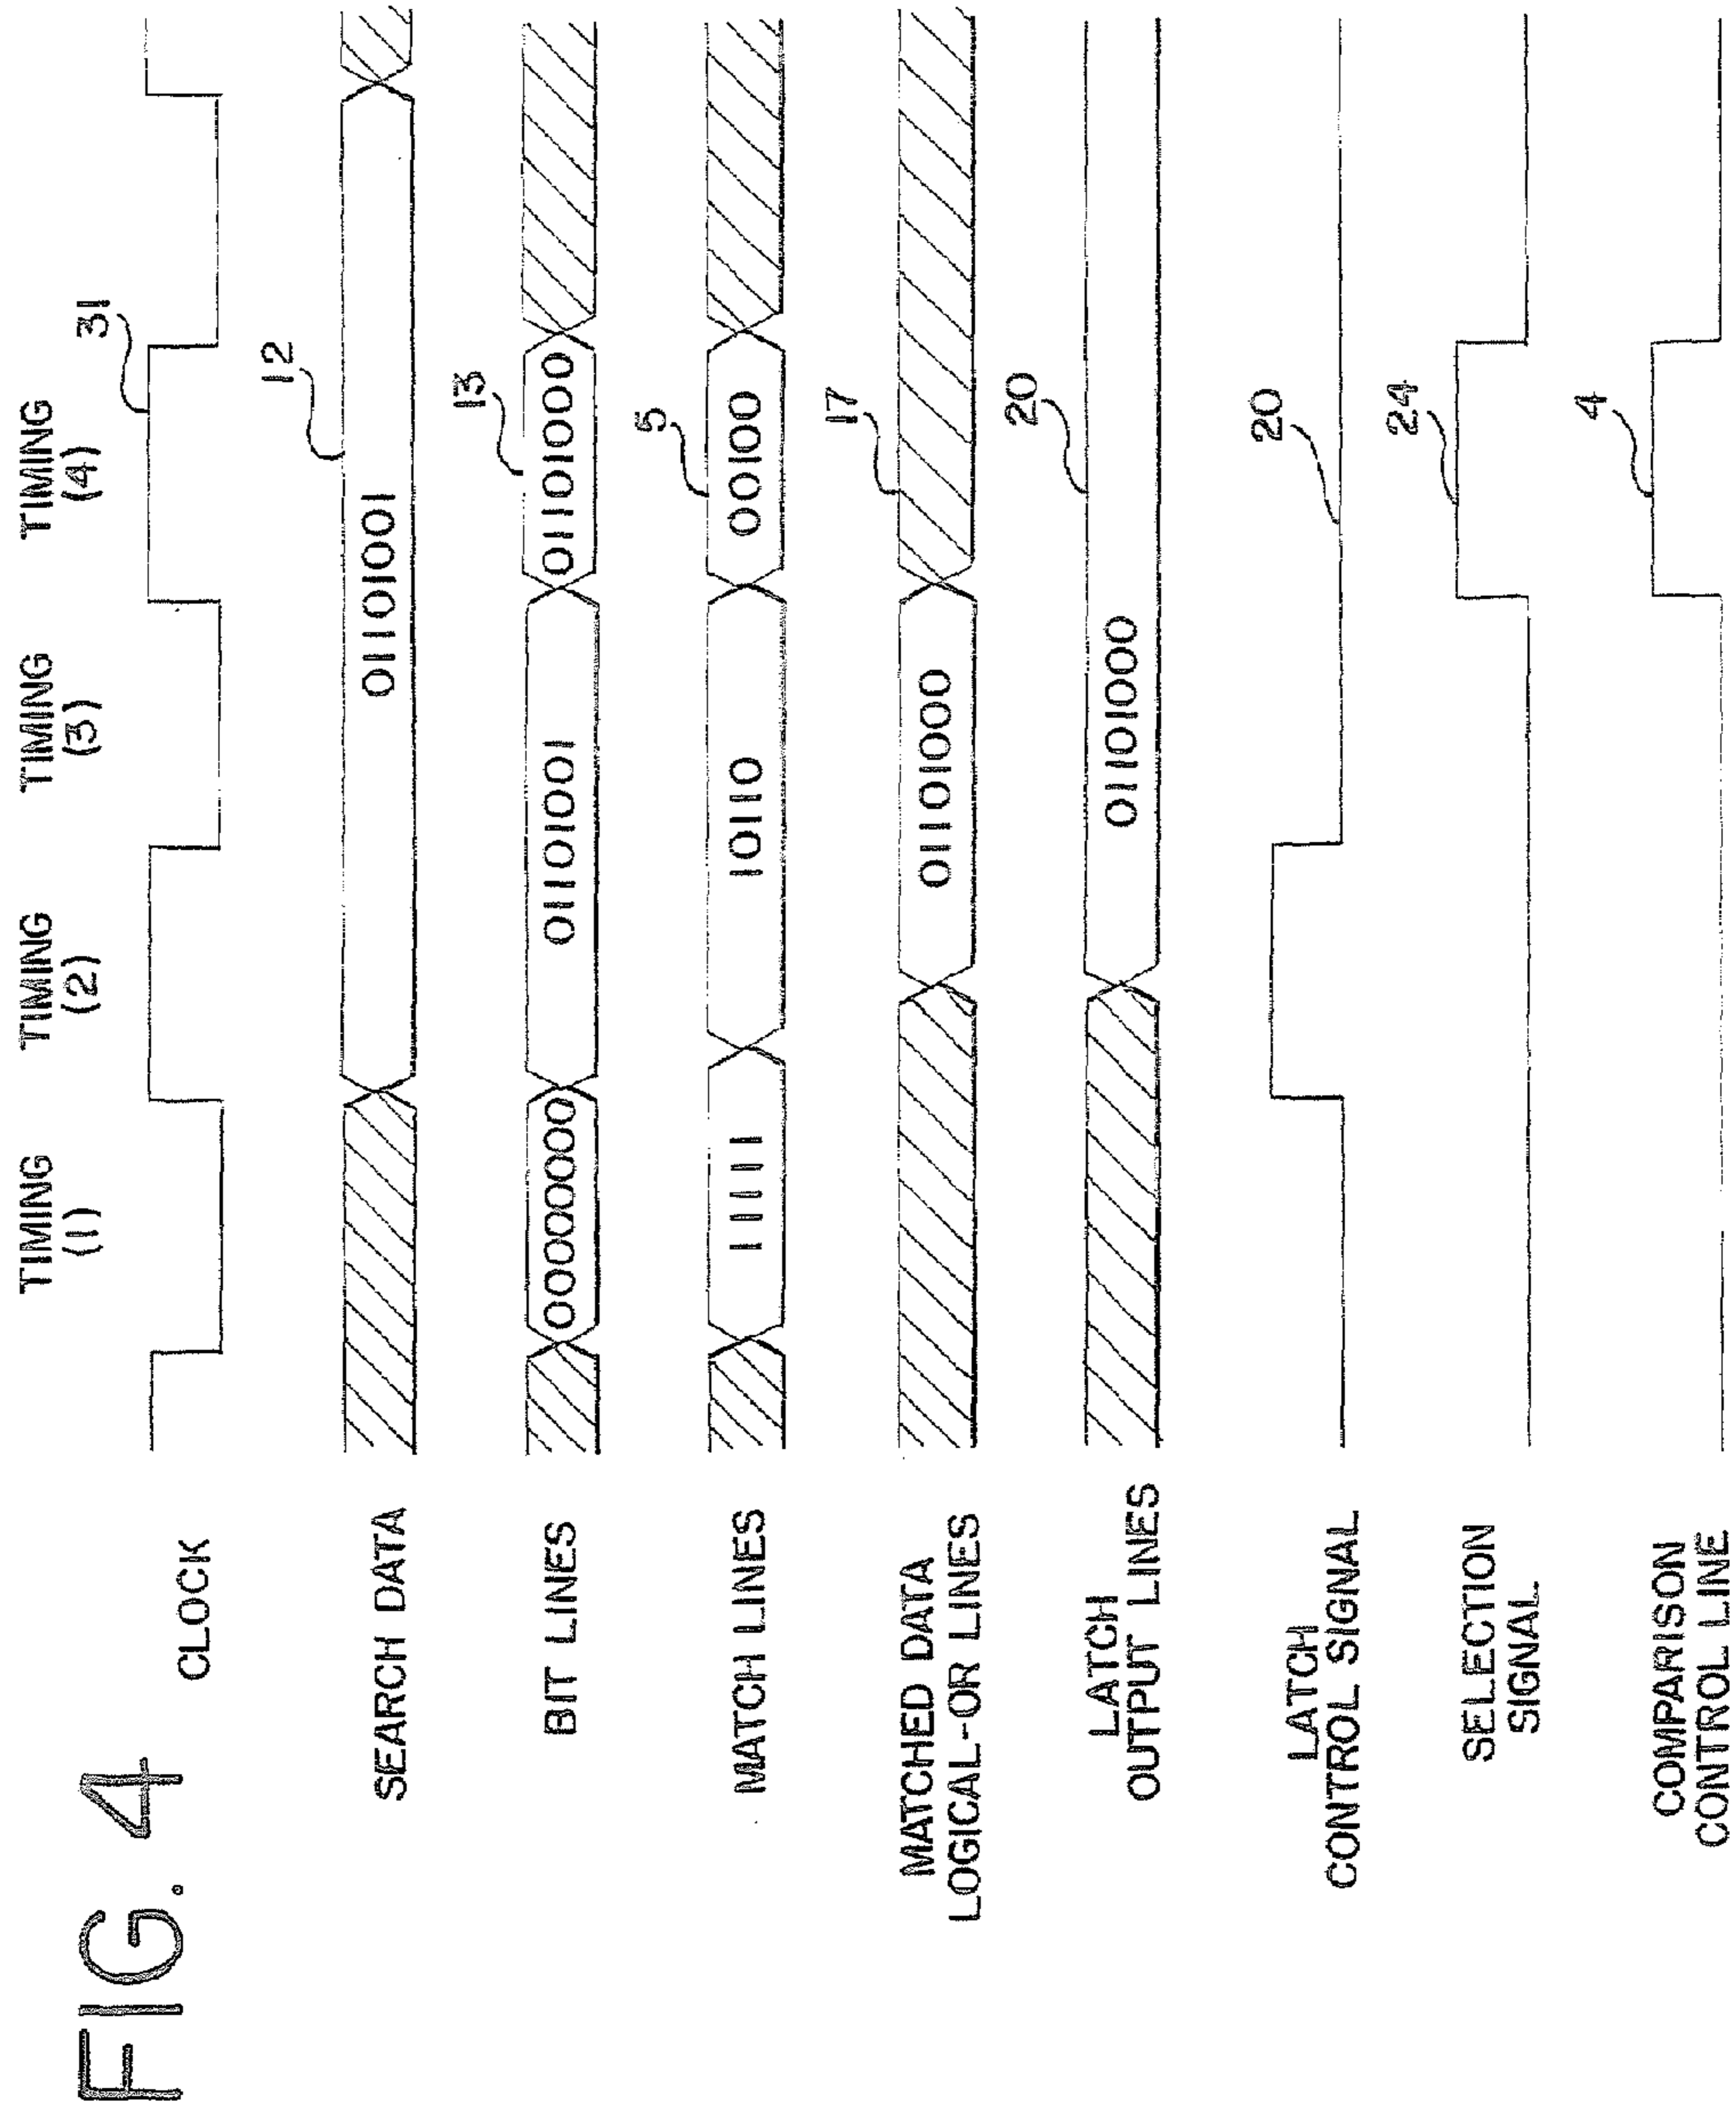 FIG. 4
TIMING (1)
TIMING (2)
TIMING (3)
TIMING (4)
CLOCK
31
SEARCH DATA
01101001
12
BIT LINES
00000000
01101001
01101000
13
MATCH LINES
11111
10110
00100
5
MATCHED DATA
LOGICAL-OR LINES
01101000
17
LATCH
OUTPUT LINES
01101000
20
LATCH
CONTROL SIGNAL
20
SELECTION
SIGNAL
24
COMPARISON
CONTROL LINE
4